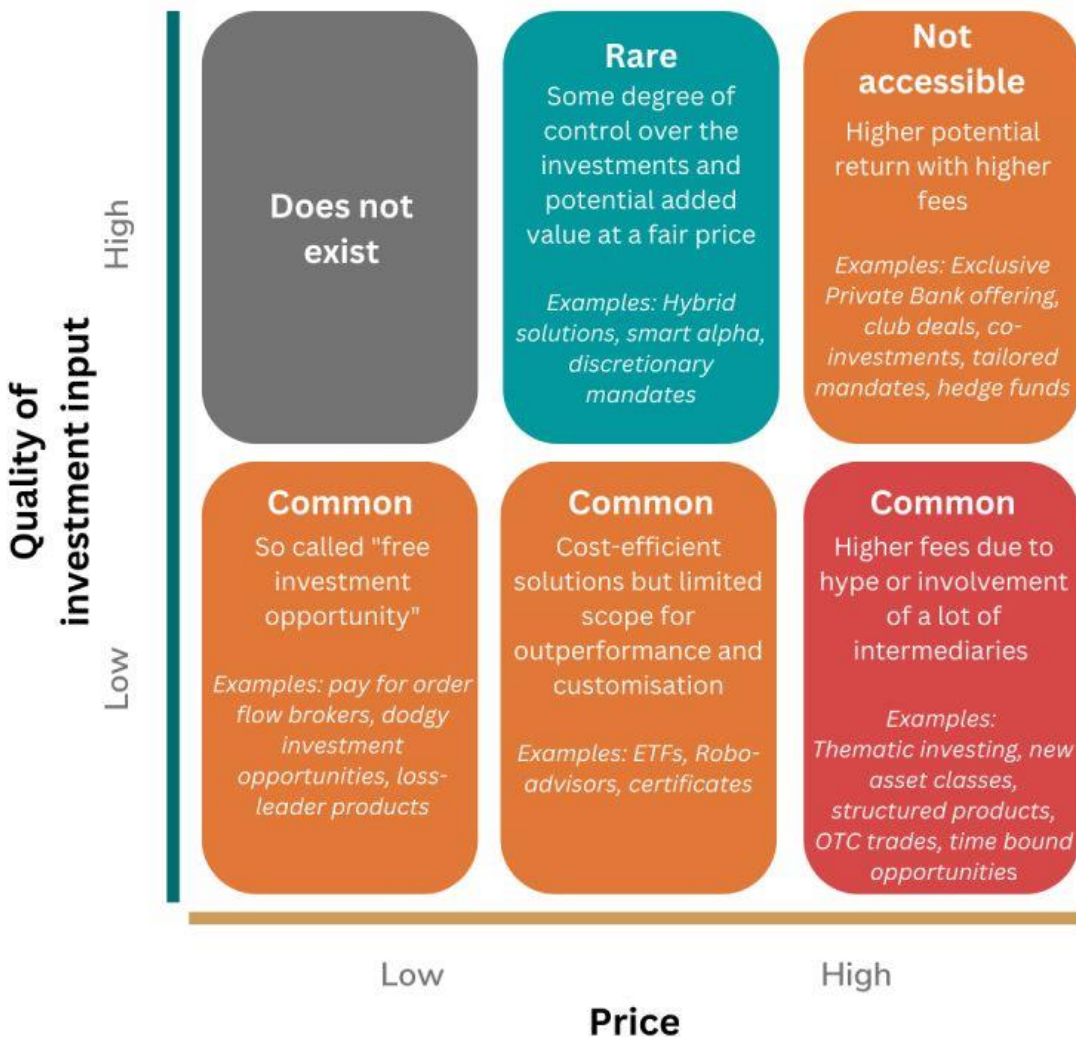 Quality of
investment input
High
Low
Does not
exist
Rare
Some degree of
control over the
investments and
potential added
value at a fair price
Examples: Hybrid
solutions, smart alpha,
discretionary
mandates
Not
accessible
Higher potential
return with higher
fees
Examples: Exclusive
Private Bank offering,
club deals, co-
investments, tailored
mandates, hedge funds
Common
So called "free
investment
opportunity"
Examples: pay for order
flow brokers, dodgy
investment
opportunities, loss-
leader products
Common
Cost-efficient
solutions but limited
scope for
outperformance and
customisation
Examples: ETFs, Robo-
advisors, certificates
Common
Higher fees due to
hype or involvement
of a lot of
intermediaries
Examples:
Thematic investing, new
asset classes,
structured products,
OTC trades, time bound
opportunities
Low
High
Price